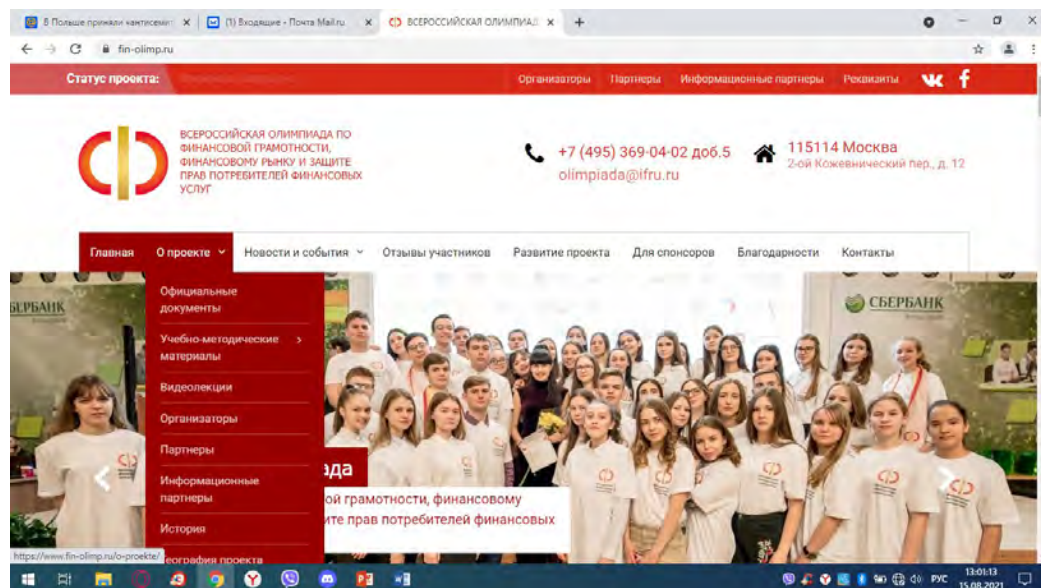 В Польше приняли «антисеми
(1) Входящие - Почта Mail.ru
ВСЕРОССИЙСКАЯ ОЛИМПИАД
fin-olimp.ru
Статус проекта:
Организаторы Партнеры Информационные партнеры Реквизиты
ВСЕРОССИЙСКАЯ ОЛИМПИАДА ПО
ФИНАНСОВОЙ ГРАМОТНОСТИ,
ФИНАНСОВОМУ РЫНКУ И ЗАЩИТЕ
ПРАВ ПОТРЕБИТЕЛЕЙ ФИНАНСОВЫХ
УСЛУГ
+7 (495) 369-04-02 доб.5
olimpiada@ifru.ru
115114 Москва
2-ой Кожевнический пер., д. 12
Главная О проекте Новости и события Отзывы участников Развитие проекта Для спонсоров Благодарности Контакты
Официальные
документы
Учебно-методические
материалы
Видеолекции
Организаторы
Партнеры
Информационные
партнеры
История
География проекта
СБЕРБАНК
СБЕРБАНК
ада
ой грамотности, финансовому
ите прав потребителей финансовых
https://www.fin-olimp.ru/o-proekte/
РУС
13:01:13
15.08.2021